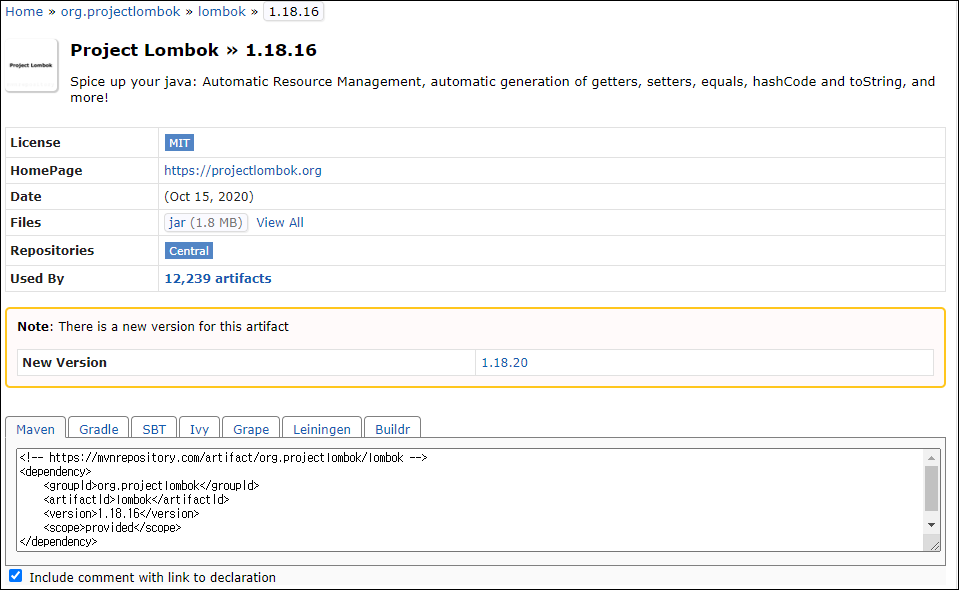 Home » org.projectlombok » lombok » 1.18.16
Project Lombok
Project Lombok » 1.18.16
Spice up your java: Automatic Resource Management, automatic generation of getters, setters, equals, hashCode and toString, and
more!
License MIT
HomePage https://projectlombok.org
Date (Oct 15, 2020)
Files jar (1.8 MB) View All
Repositories Central
Used By 12,239 artifacts
Note: There is a new version for this artifact
New Version 1.18.20
Maven Gradle SBT Ivy Grape Leiningen Buildr
<!-- https://mvnrepository.com/artifact/org.projectlombok/lombok -->
<dependency>
    <groupId>org.projectlombok</groupId>
    <artifactId>lombok</artifactId>
    <version>1.18.16</version>
    <scope>provided</scope>
</dependency>
Include comment with link to declaration